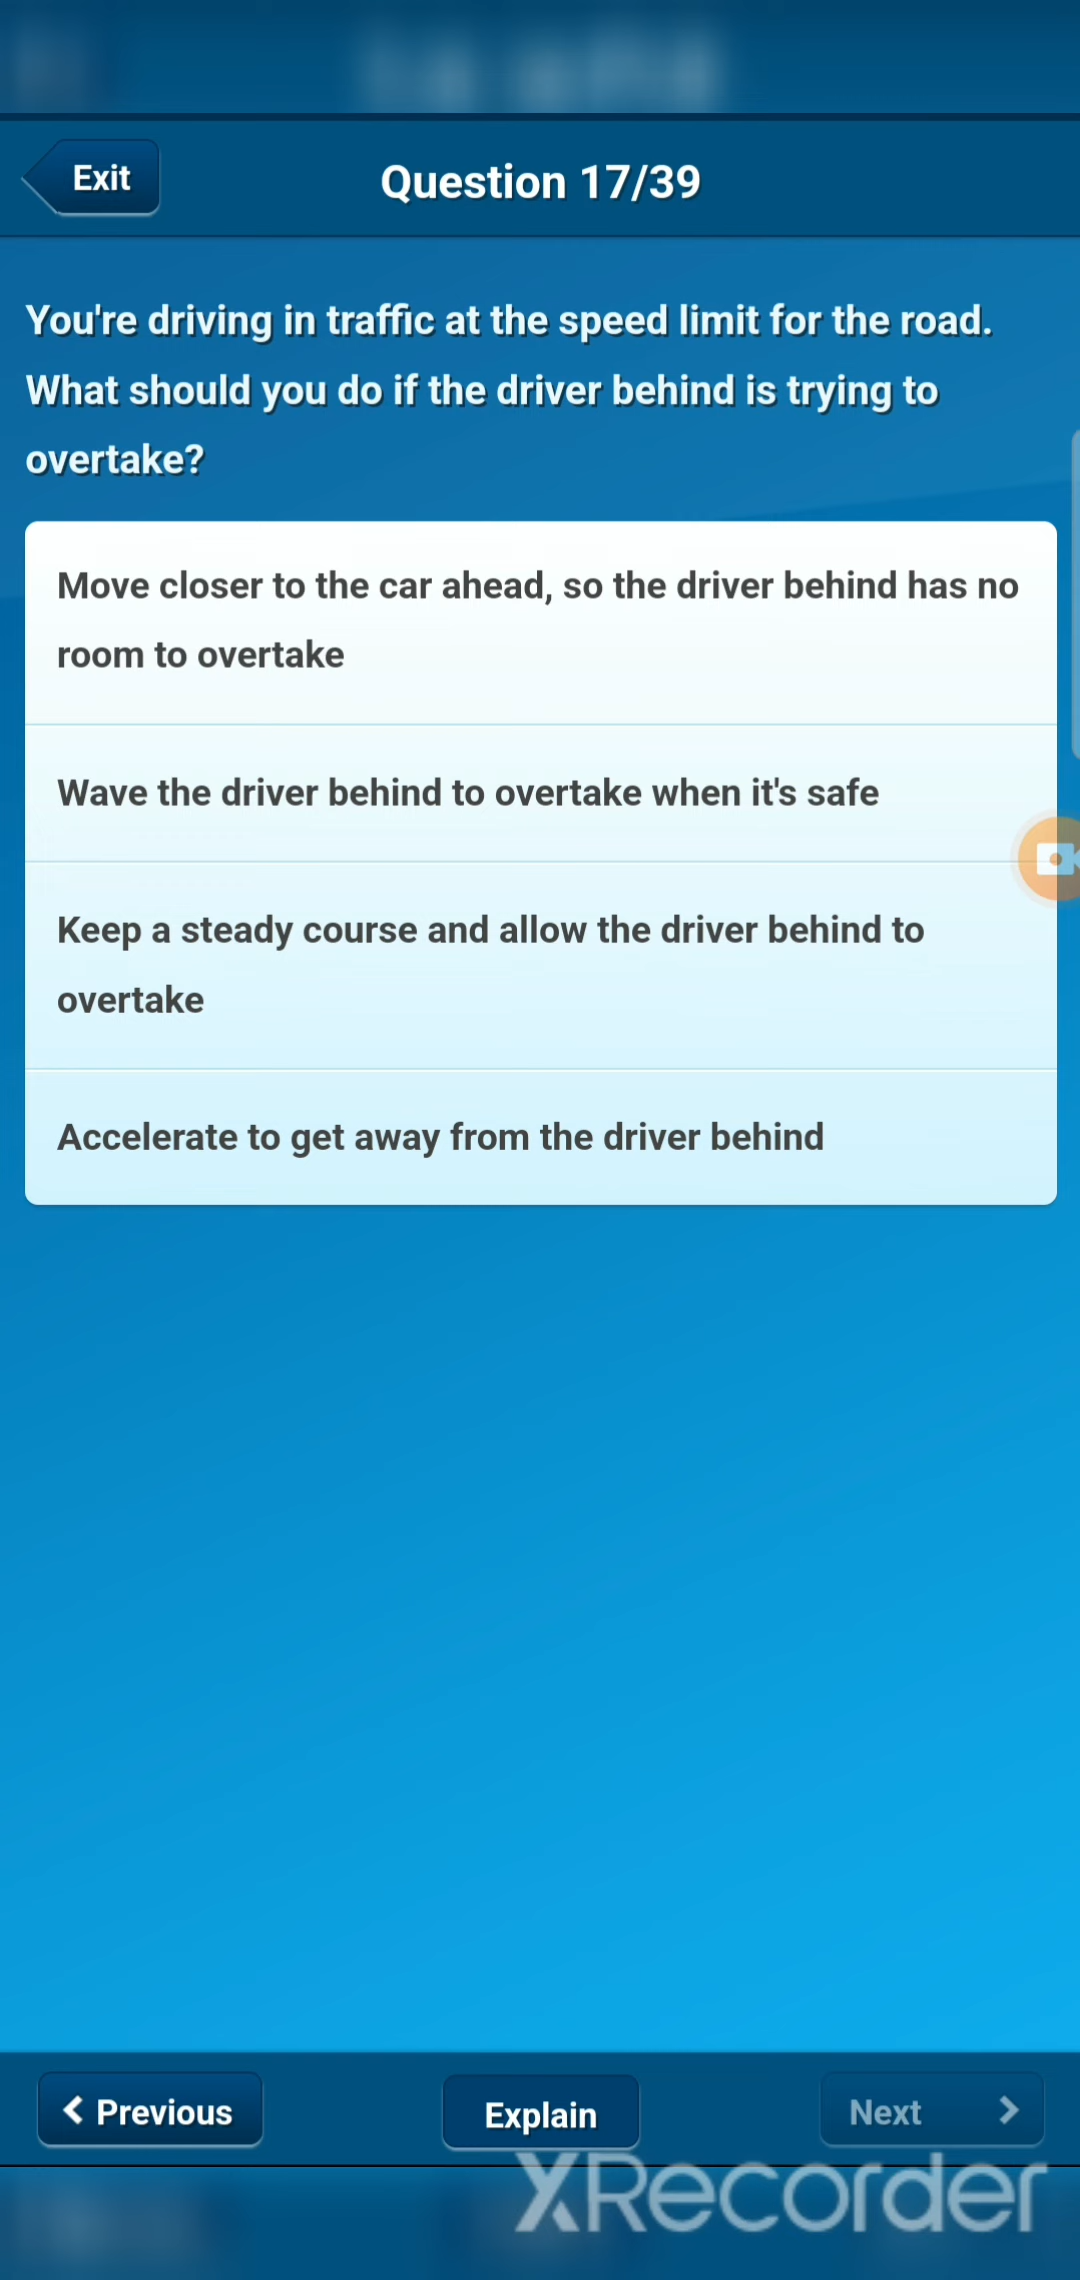 Exit
Question 17/39
You're driving in traffic at the speed limit for the road.
What should you do if the driver behind is trying to
overtake?
Move closer to the car ahead, so the driver behind has no
room to overtake
Wave the driver behind to overtake when it's safe
Keep a steady course and allow the driver behind to
overtake
Accelerate to get away from the driver behind
Previous
Explain
Next
XRecorder